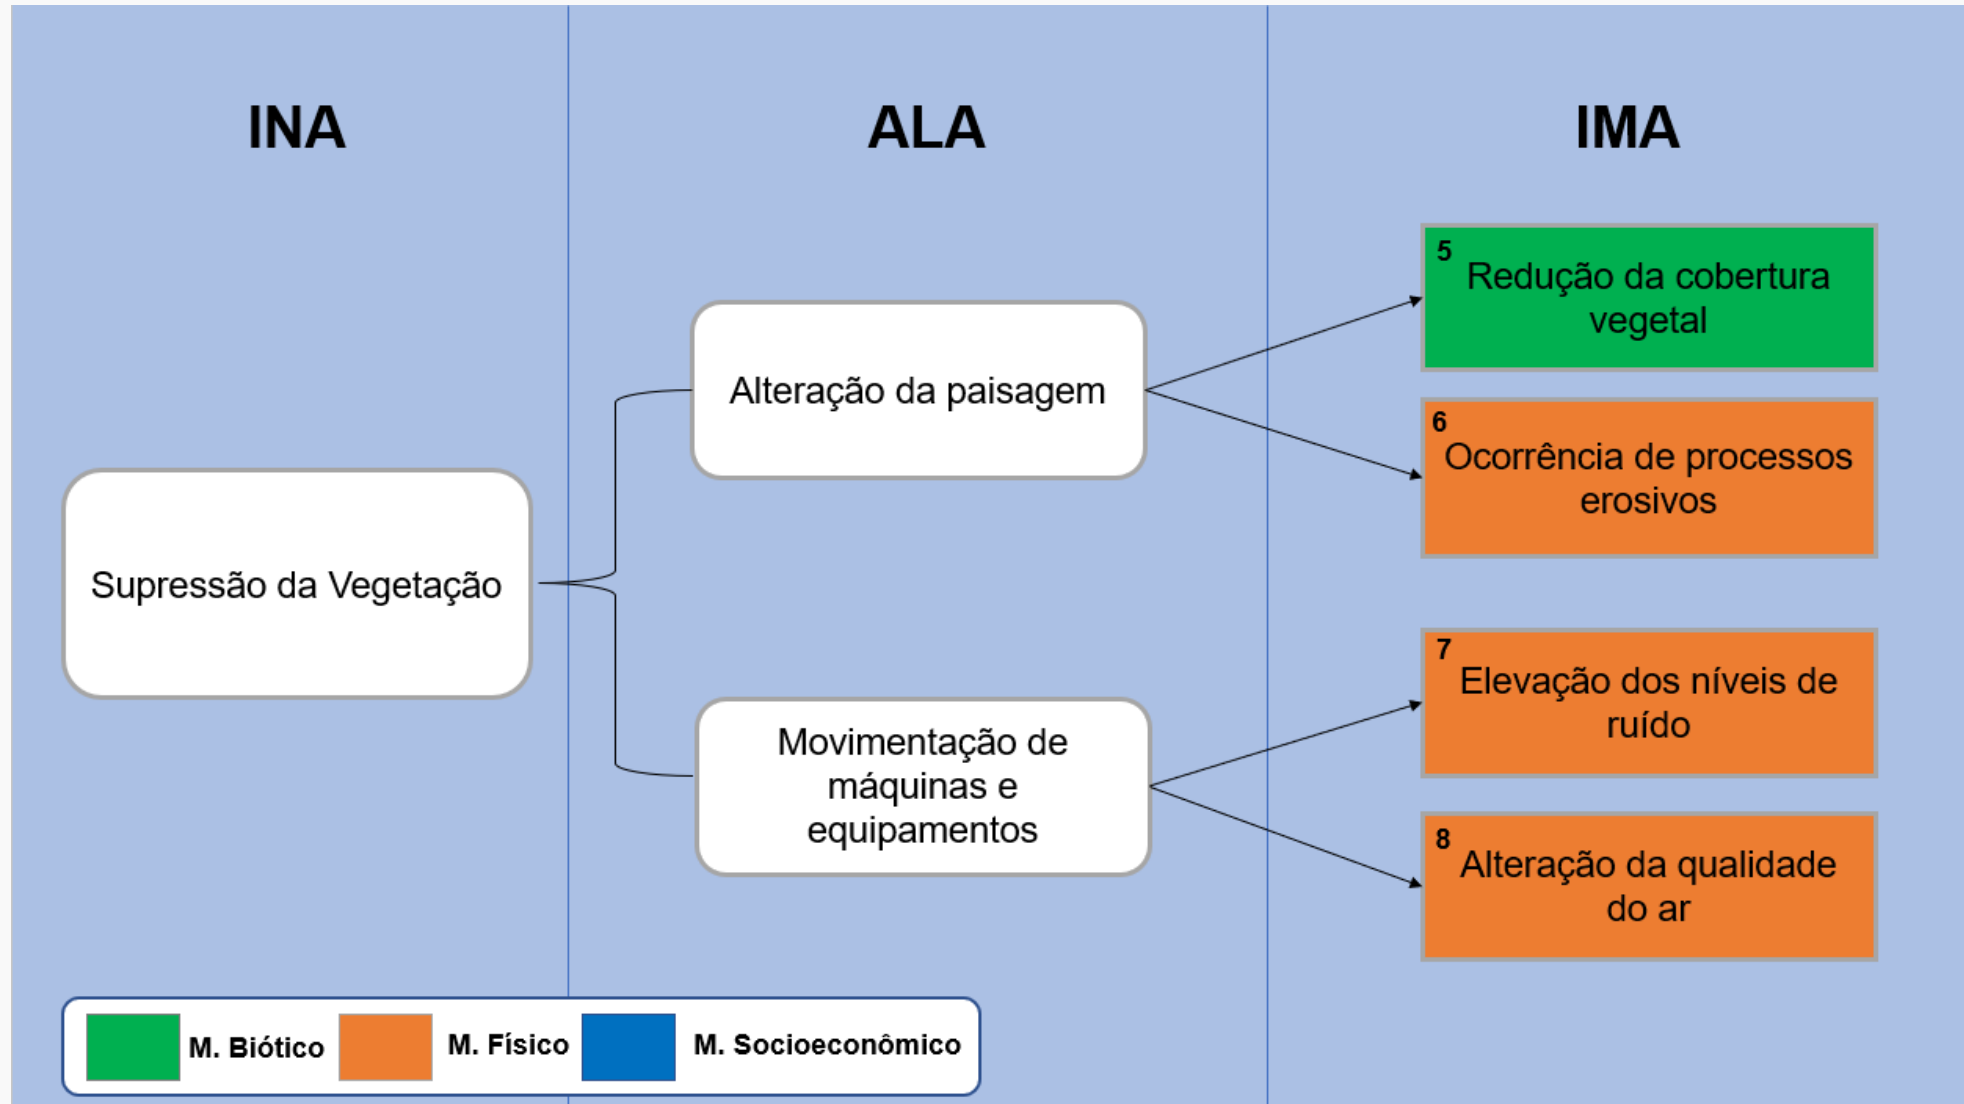 INA
ALA
IMA
Supressão da Vegetação
Alteração da paisagem
Movimentação de
máquinas e
equipamentos
5
Redução da cobertura
vegetal
6
Ocorrência de processos
erosivos
7
Elevação dos níveis de
ruído
8
Alteração da qualidade
do ar
M. Biótico
M. Físico
M. Socioeconômico